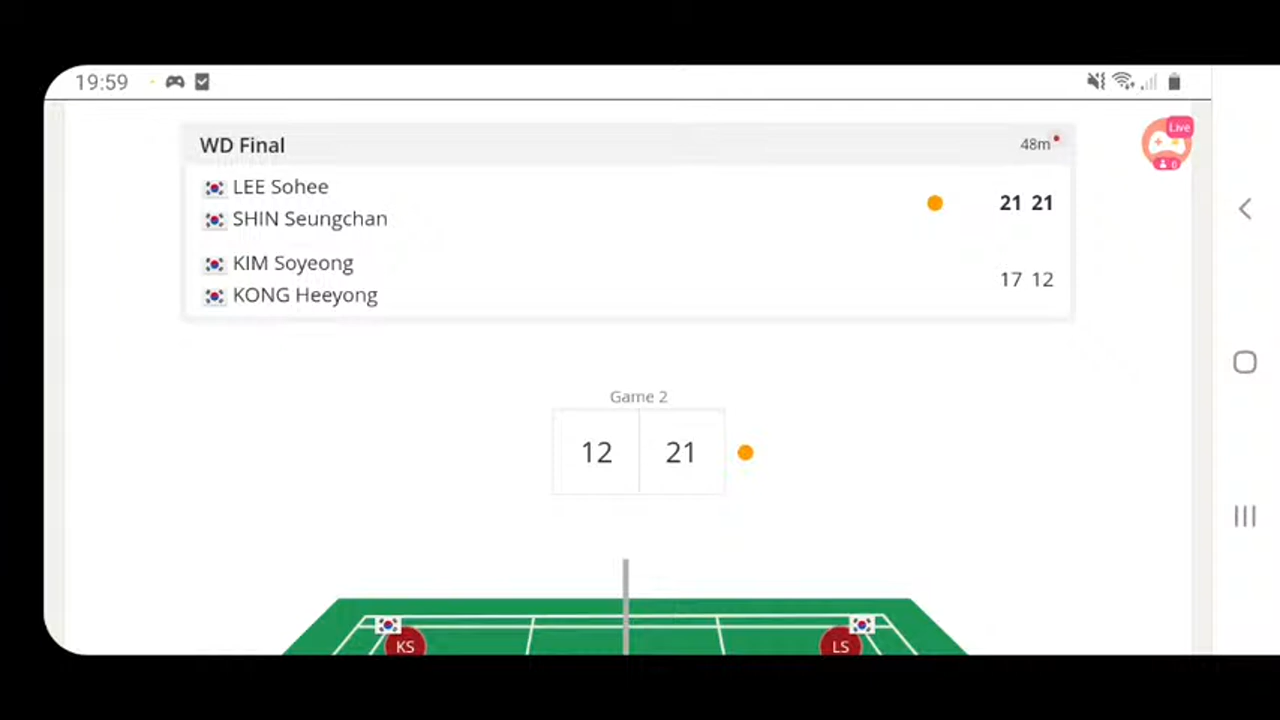 19:59
Live
0
WD Final
48m
LEE Sohee
SHIN Seungchan
21 21
KIM Soyeong
KONG Heeyong
17 12
Game 2
12 21
KS
LS